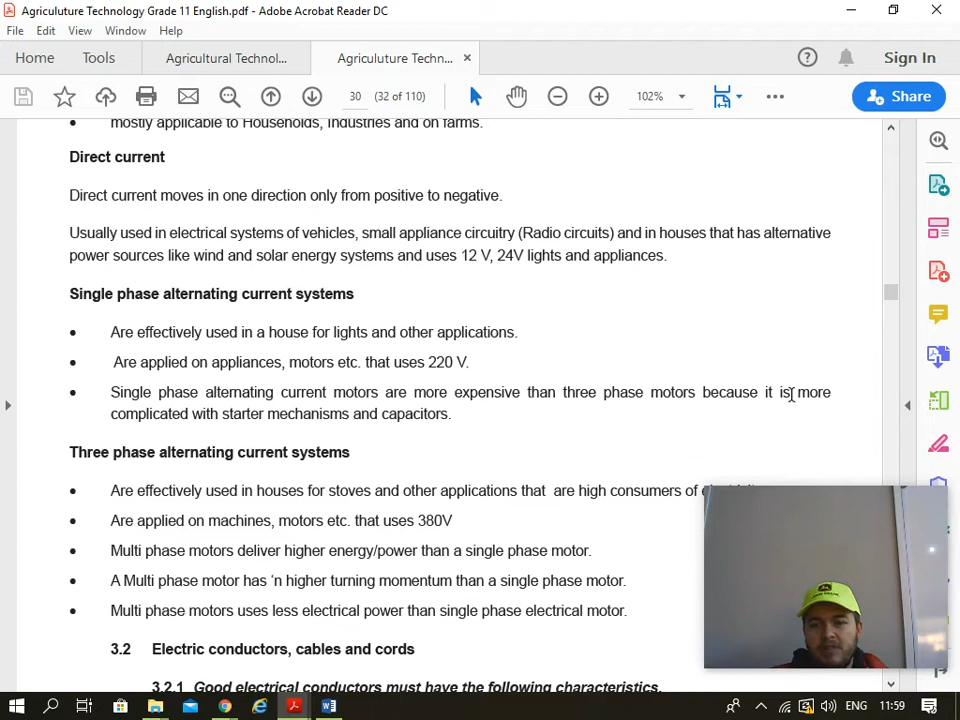 Agriculuture Technology Grade 11 English.pdf - Adobe Acrobat Reader DC
File Edit View Window Help
Home Tools Agricultural Technol... Agriculuture Techn... Sign In
30 (32 of 110) 102% Share
mostly applicable to Households, Industries and on farms.
Direct current
Direct current moves in one direction only from positive to negative.
Usually used in electrical systems of vehicles, small appliance circuitry (Radio circuits) and in houses that has alternative
power sources like wind and solar energy systems and uses 12 V, 24V lights and appliances.
Single phase alternating current systems
• Are effectively used in a house for lights and other applications.
• Are applied on appliances, motors etc. that uses 220 V.
• Single phase alternating current motors are more expensive than three phase motors because it is more
complicated with starter mechanisms and capacitors.
Three phase alternating current systems
• Are effectively used in houses for stoves and other applications that are high consumers of
• Are applied on machines, motors etc. that uses 380V
• Multi phase motors deliver higher energy/power than a single phase motor.
• A Multi phase motor has ‘n higher turning momentum than a single phase motor.
• Multi phase motors uses less electrical power than single phase electrical motor.
3.2 Electric conductors, cables and cords
3.2.1 Good electrical conductors must have the following characteristics.
ENG 11:59